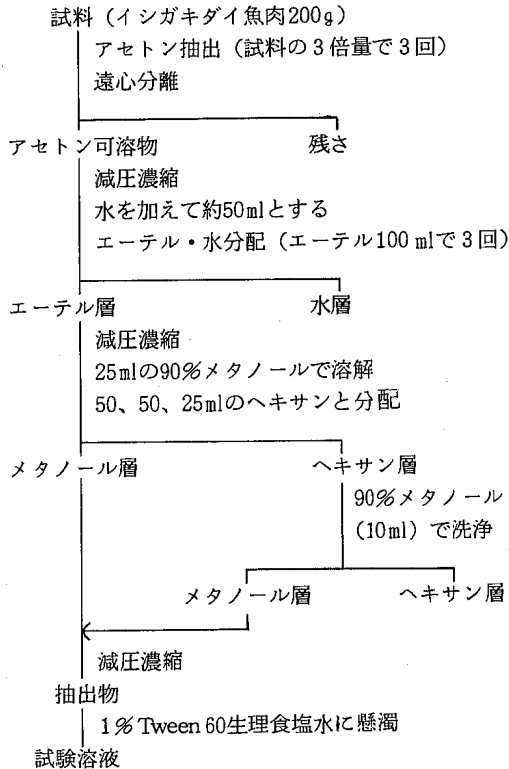 試料（イシガキダイ魚肉200g）
アセトン抽出（試料の３倍量で３回）
遠心分離
アセトン可溶物
残さ
減圧濃縮
水を加えて約50mlとする
エーテル・水分配（エーテル100 mlで３回）
エーテル層
水層
減圧濃縮
25mlの90%メタノールで溶解
50、50、25mlのヘキサンと分配
メタノール層
ヘキサン層
90%メタノール
（10ml）で洗浄
メタノール層
ヘキサン層
減圧濃縮
抽出物
1% Tween 60生理食塩水に懸濁
試験溶液